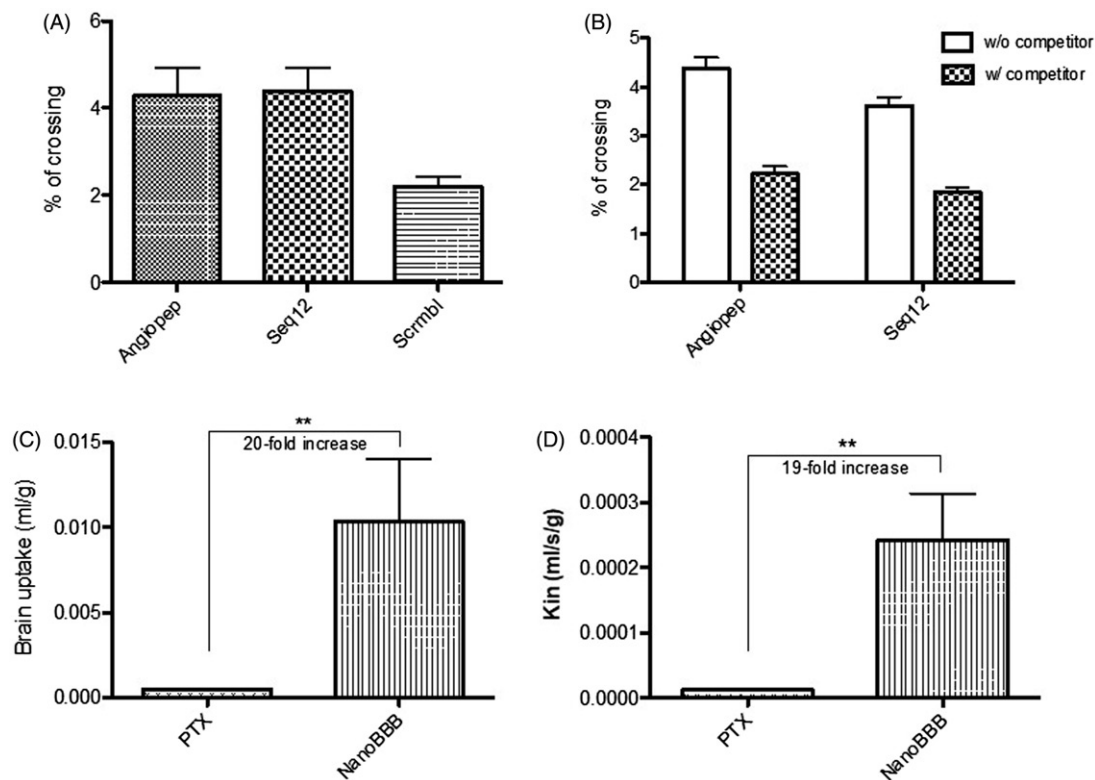 (A)
6
4
2
0
% of crossing
Angiopep
Seq12
Scrmbl
(B)
5
4
3
2
1
0
% of crossing
w/o competitor
w/ competitor
Angiopep
Seq12
(C)
**
20-fold increase
0.015
0.010
0.005
0.000
Brain uptake (ml/g)
PTX
NanoBBB
(D)
**
19-fold increase
0.0004
0.0003
0.0002
0.0001
0.0000
Kin (ml/s/g)
PTX
NanoBBB